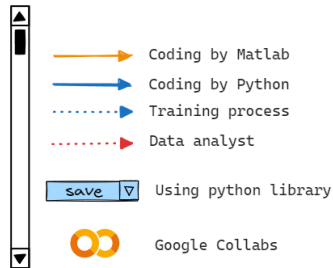 Coding by Matlab
Coding by Python
Training process
Data analyst
save Using python library
Google Collabs